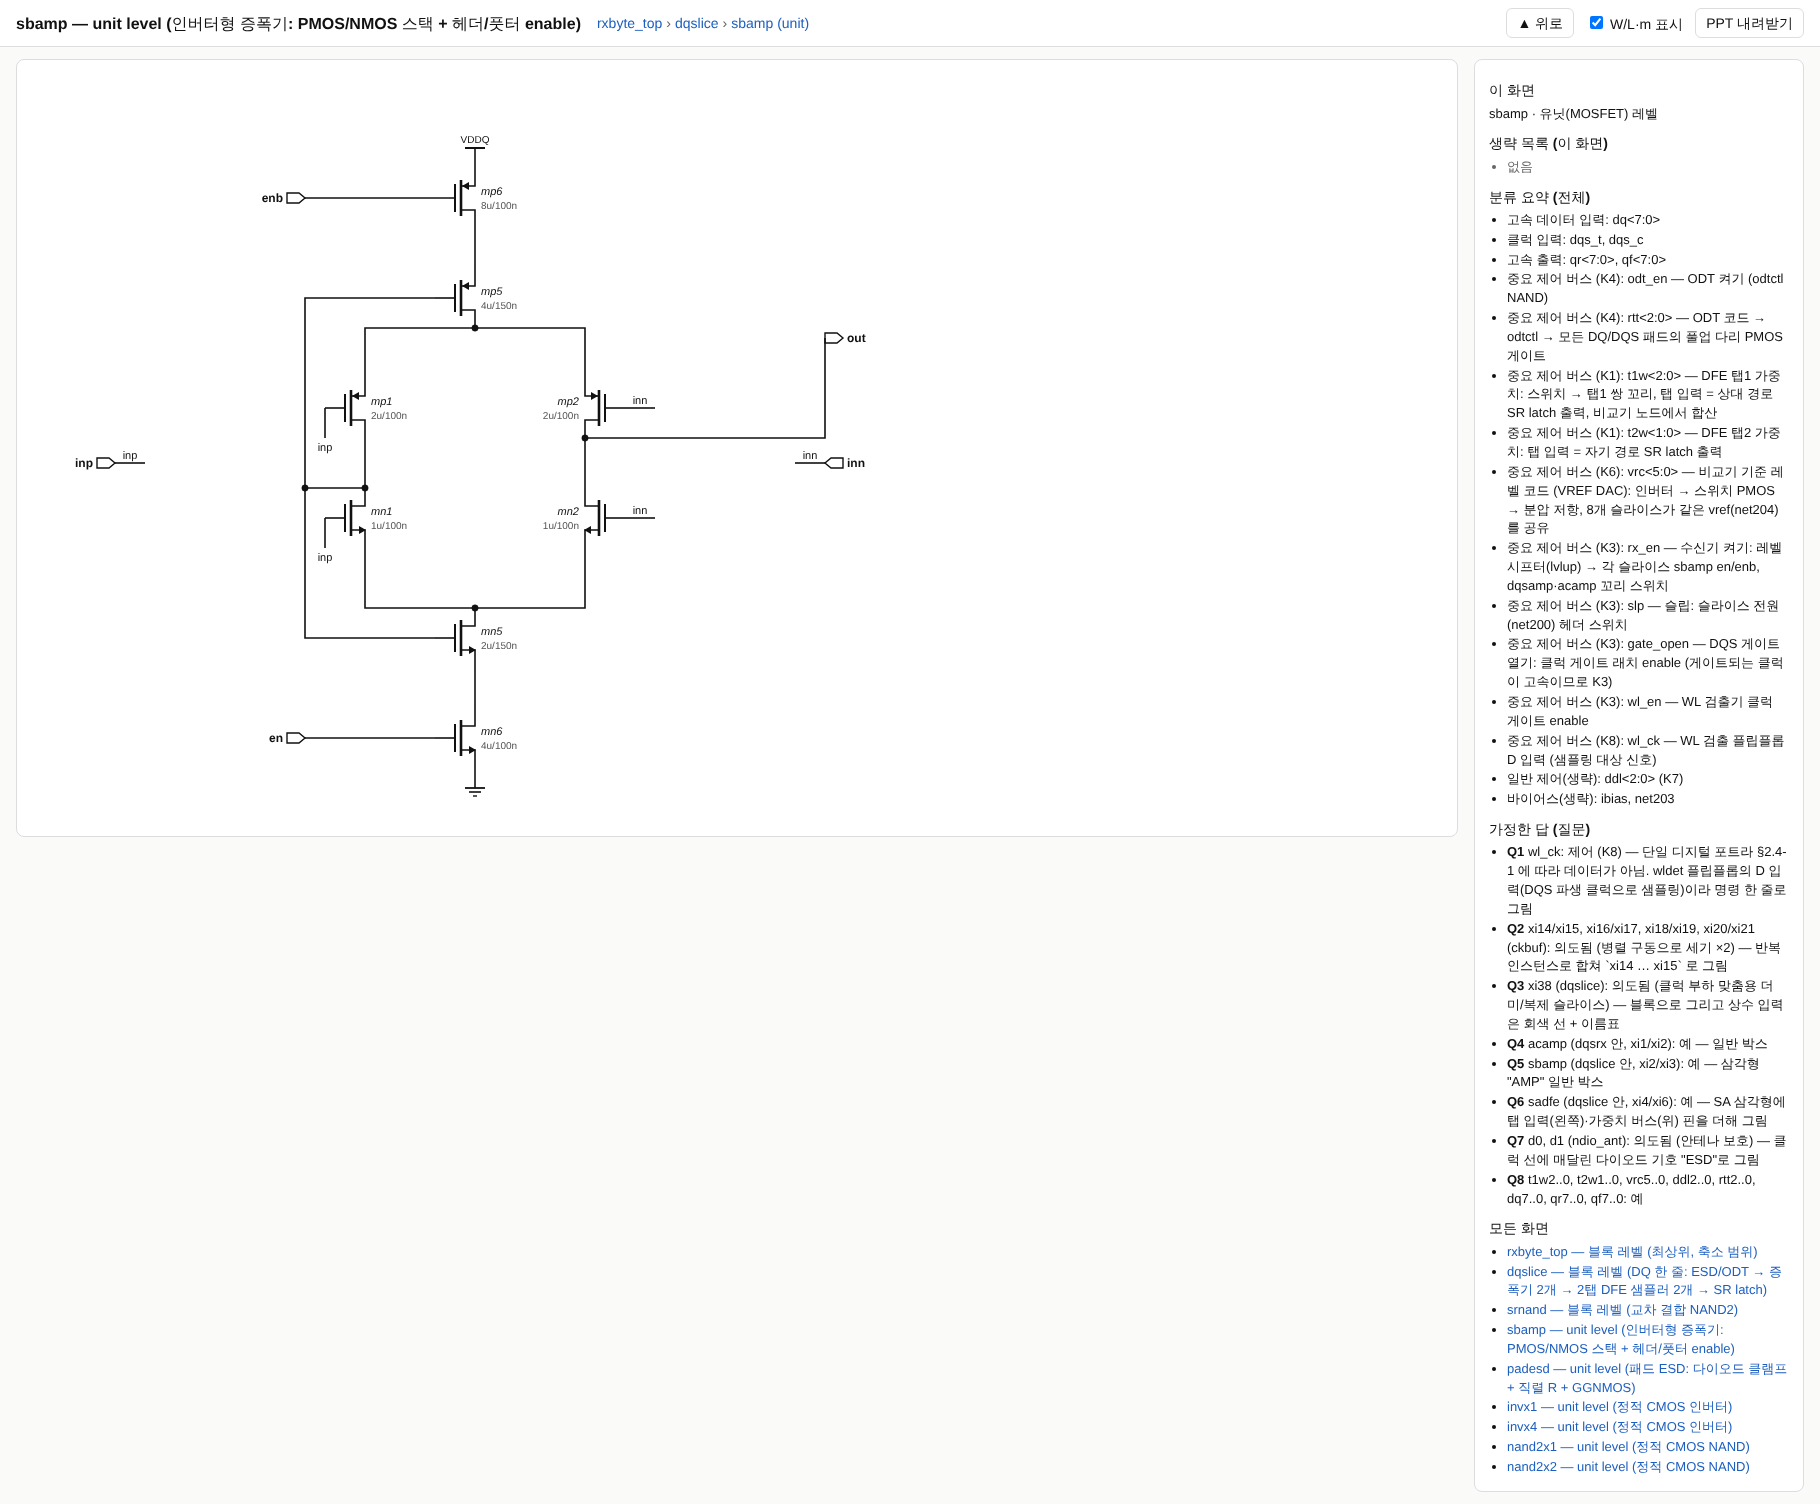 sbamp — unit level (인버터형 증폭기: PMOS/NMOS 스택 + 헤더/풋터 enable)
rxbyte_top › dqslice › sbamp (unit)
▲ 위로
W/L·m 표시
PPT 내려받기
VDDQ
enb
mp6
8u/100n
mp5
4u/150n
out
mp1
2u/100n
inp
mp2
2u/100n
inn
inp
inp
inn
inn
mn1
1u/100n
inp
mn2
1u/100n
inn
mn5
2u/150n
en
mn6
4u/100n
이 화면
sbamp · 유닛(MOSFET) 레벨
생략 목록 (이 화면)
없음
분류 요약 (전체)
고속 데이터 입력: dq<7:0>
클럭 입력: dqs_t, dqs_c
고속 출력: qr<7:0>, qf<7:0>
중요 제어 버스 (K4): odt_en — ODT 켜기 (odtctl
NAND)
중요 제어 버스 (K4): rtt<2:0> — ODT 코드 →
odtctl → 모든 DQ/DQS 패드의 풀업 다리 PMOS
게이트
중요 제어 버스 (K1): t1w<2:0> — DFE 탭1 가중
치: 스위치 → 탭1 쌍 꼬리, 탭 입력 = 상대 경로
SR latch 출력, 비교기 노드에서 합산
중요 제어 버스 (K1): t2w<1:0> — DFE 탭2 가중
치: 탭 입력 = 자기 경로 SR latch 출력
중요 제어 버스 (K6): vrc<5:0> — 비교기 기준 레
벨 코드 (VREF DAC): 인버터 → 스위치 PMOS
→ 분압 저항, 8개 슬라이스가 같은 vref(net204)
를 공유
중요 제어 버스 (K3): rx_en — 수신기 켜기: 레벨
시프터(lvlup) → 각 슬라이스 sbamp en/enb,
dqsamp·acamp 꼬리 스위치
중요 제어 버스 (K3): slp — 슬립: 슬라이스 전원
(net200) 헤더 스위치
중요 제어 버스 (K3): gate_open — DQS 게이트
열기: 클럭 게이트 래치 enable (게이트되는 클럭
이 고속이므로 K3)
중요 제어 버스 (K3): wl_en — WL 검출기 클럭
게이트 enable
중요 제어 버스 (K8): wl_ck — WL 검출 플립플롭
D 입력 (샘플링 대상 신호)
일반 제어(생략): ddl<2:0> (K7)
바이어스(생략): ibias, net203
가정한 답 (질문)
Q1 wl_ck: 제어 (K8) — 단일 디지털 포트라 §2.4-
1 에 따라 데이터가 아님. wldet 플립플롭의 D 입
력(DQS 파생 클럭으로 샘플링)이라 명령 한 줄로
그림
Q2 xi14/xi15, xi16/xi17, xi18/xi19, xi20/xi21
(ckbuf): 의도됨 (병렬 구동으로 세기 ×2) — 반복
인스턴스로 합쳐 `xi14 … xi15` 로 그림
Q3 xi38 (dqslice): 의도됨 (클럭 부하 맞춤용 더
미/복제 슬라이스) — 블록으로 그리고 상수 입력
은 회색 선 + 이름표
Q4 acamp (dqsrx 안, xi1/xi2): 예 — 일반 박스
Q5 sbamp (dqslice 안, xi2/xi3): 예 — 삼각형
"AMP" 일반 박스
Q6 sadfe (dqslice 안, xi4/xi6): 예 — SA 삼각형에
탭 입력(왼쪽)·가중치 버스(위) 핀을 더해 그림
Q7 d0, d1 (ndio_ant): 의도됨 (안테나 보호) — 클
럭 선에 매달린 다이오드 기호 "ESD"로 그림
Q8 t1w2..0, t2w1..0, vrc5..0, ddl2..0, rtt2..0,
dq7..0, qr7..0, qf7..0: 예
모든 화면
rxbyte_top — 블록 레벨 (최상위, 축소 범위)
dqslice — 블록 레벨 (DQ 한 줄: ESD/ODT → 증
폭기 2개 → 2탭 DFE 샘플러 2개 → SR latch)
srnand — 블록 레벨 (교차 결합 NAND2)
sbamp — unit level (인버터형 증폭기:
PMOS/NMOS 스택 + 헤더/풋터 enable)
padesd — unit level (패드 ESD: 다이오드 클램프
+ 직렬 R + GGNMOS)
invx1 — unit level (정적 CMOS 인버터)
invx4 — unit level (정적 CMOS 인버터)
nand2x1 — unit level (정적 CMOS NAND)
nand2x2 — unit level (정적 CMOS NAND)